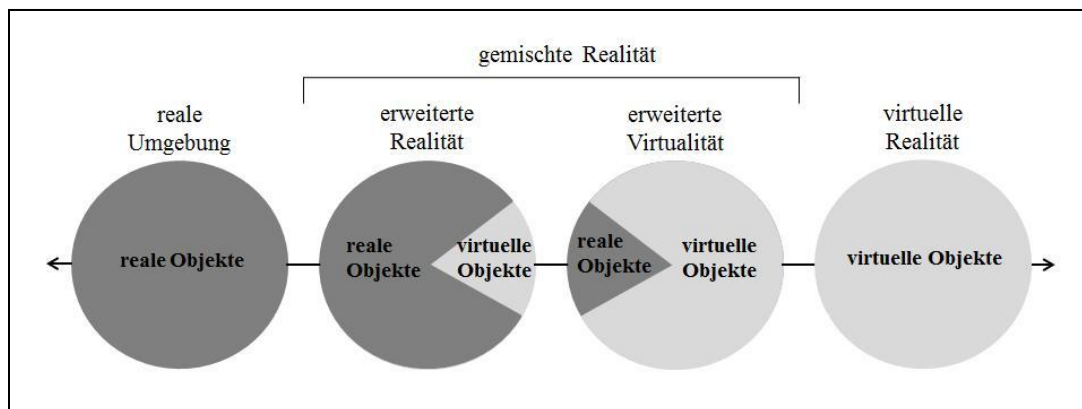 gemischte Realität
reale
Umgebung
erweiterte
Realität
erweiterte
Virtualität
virtuelle
Realität
reale Objekte
reale
Objekte
virtuelle
Objekte
reale
Objekte
virtuelle
Objekte
virtuelle Objekte